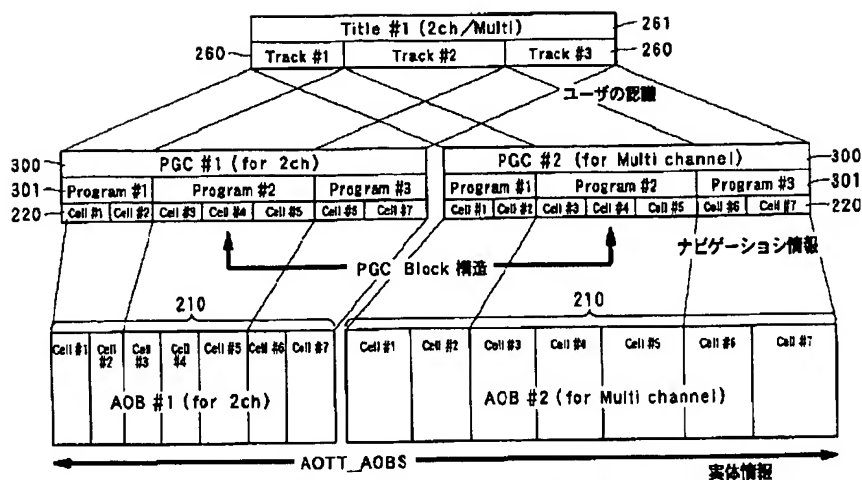 Title #1 (2ch/Multi)
261
260
Track #1
Track #2
Track #3
260
ユーザの認識
300
PGC #1 (for 2ch)
PGC #2 (for Multi channel)
300
301
Program #1
Program #2
Program #3
Program #1
Program #2
Program #3
301
220
Cell #1
Cell #2
Cell #3
Cell #4
Cell #5
Cell #6
Cell #7
Cell #1
Cell #2
Cell #3
Cell #4
Cell #5
Cell #6
Cell #7
220
ナビゲーション情報
PGC Block 構造
210
210
Cell #1
Cell #2
Cell #3
Cell #4
Cell #5
Cell #6
Cell #7
Cell #1
Cell #2
Cell #3
Cell #4
Cell #5
Cell #6
Cell #7
AOB #1 (for 2ch)
AOB #2 (for Multi channel)
AOTT_AOBS
実体情報